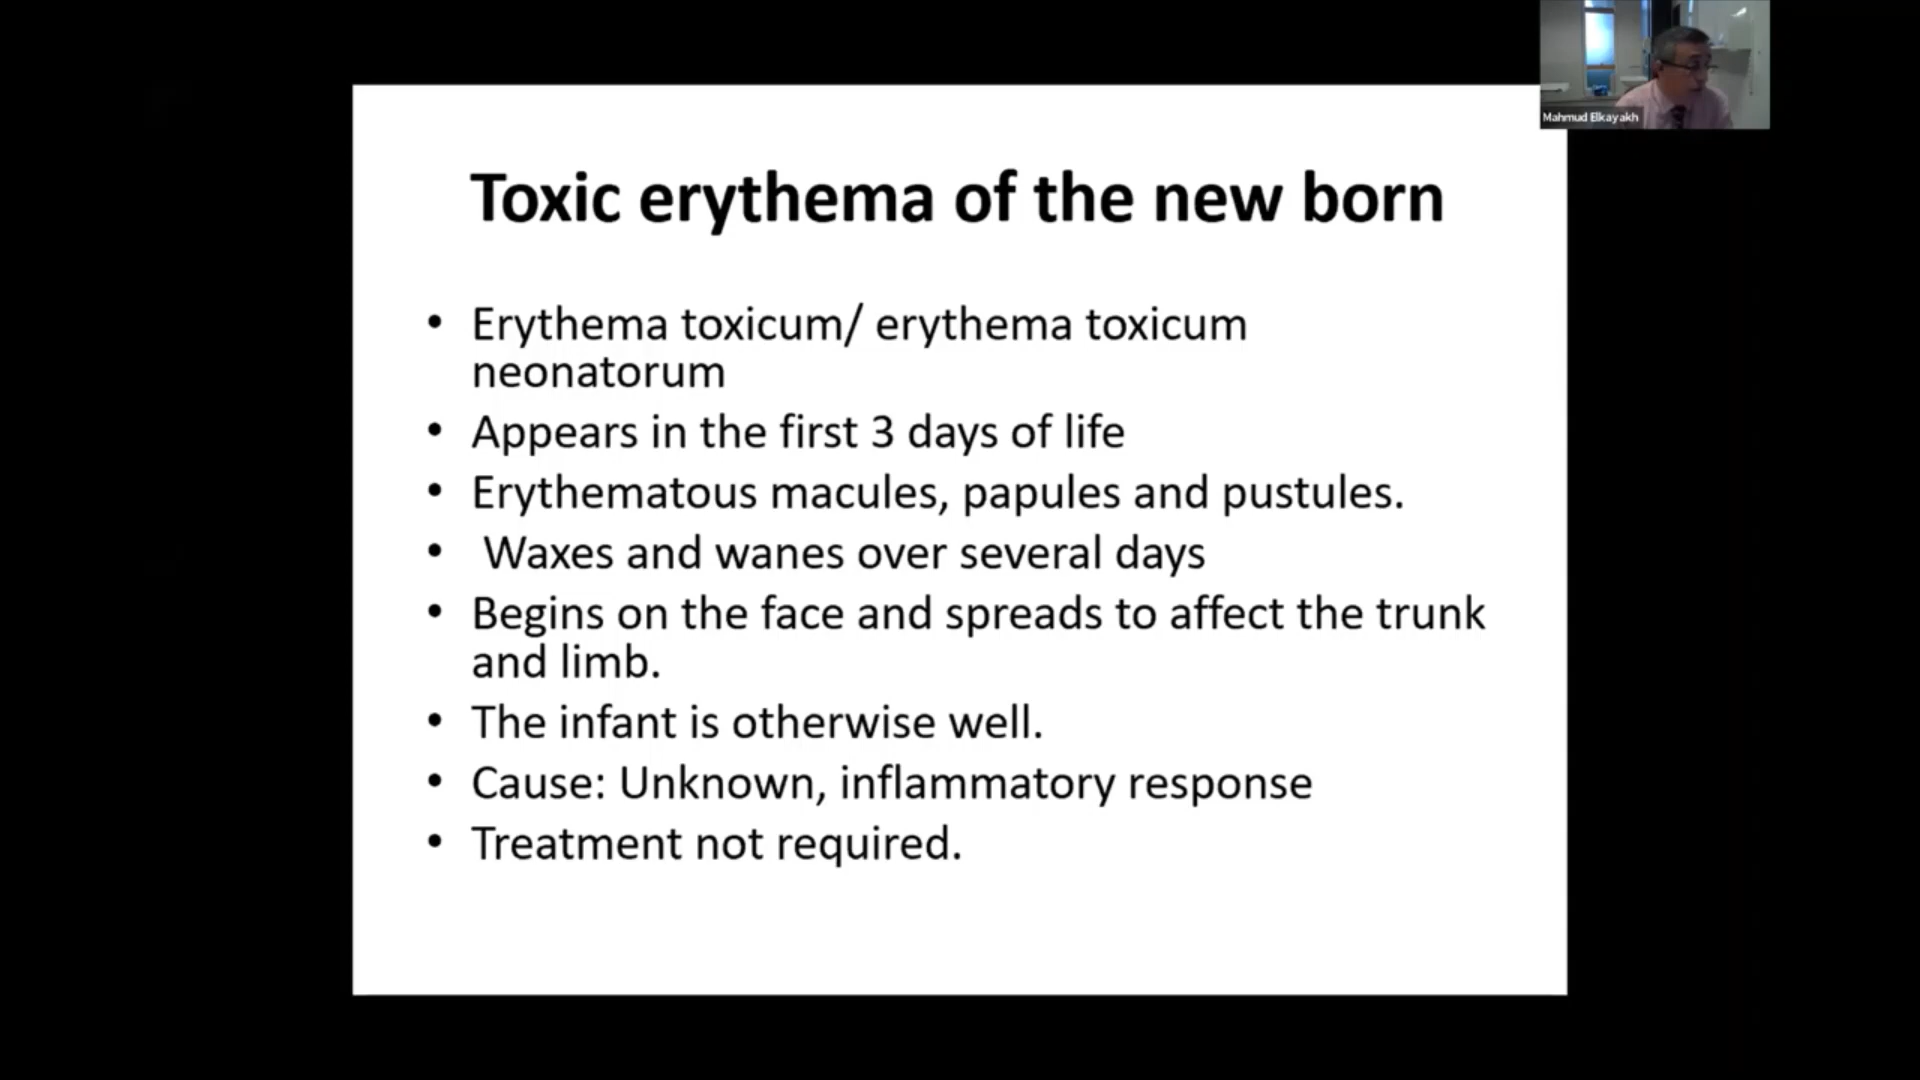 Mahmud Elkayakh
Toxic erythema of the new born
• Erythema toxicum/ erythema toxicum
neonatorum
• Appears in the first 3 days of life
• Erythematous macules, papules and pustules.
• Waxes and wanes over several days
• Begins on the face and spreads to affect the trunk
and limb.
• The infant is otherwise well.
• Cause: Unknown, inflammatory response
• Treatment not required.